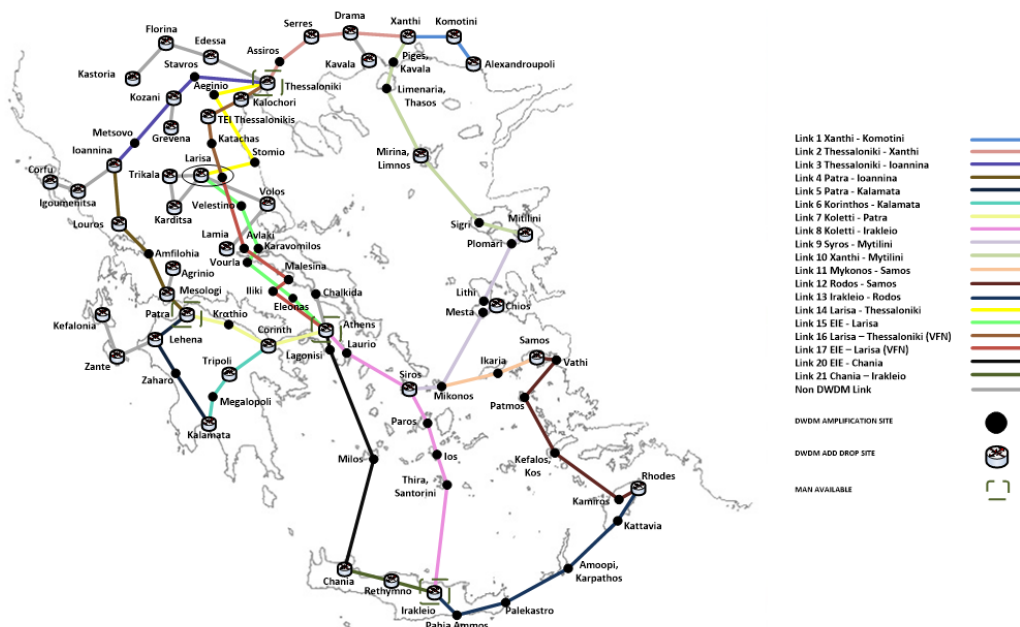 Florina
Edessa
Serres
Drama
Xanthi
Komotini
Assiros
Kastoria
Stavros
Aeginio
Kavala
Piges,
Kavala
Alexandroupoli
Thessaloniki
Kozani
Kalochori
Limenaria,
Thasos
TEI Thessalonikis
Metsovo
Grevena
Katachas
Ioannina
Larisa
Stomio
Mirina,
Limnos
Corfu
Trikala
Igoumenitsa
Karditsa
Velestino
Volos
Louros
Lamia
Avlaki
Karavomilos
Sigri
Mitilini
Plomari
Amfilohia
Vourla
Malesina
Agrinio
Iliki
Eleonas
Chalkida
Lithi
Mesologi
Chios
Mesta
Kefalonia
Patra
Kraθhio
Corinth
Athens
Lehena
Lagonisi
Laurio
Samos
Zante
Tripoli
Ikaria
Vathi
Zaharo
Siros
Mikonos
Megalopoli
Patmos
Kalamata
Paros
Milos
Ios
Kefalos,
Kos
Thira,
Santorini
Rhodes
Kamiros
Kattavia
Chania
Rethymno
Amoopi,
Karpathos
Irakleio
Palekastro
Pahia Ammos
Link 1 Xanthi - Komotini
Link 2 Thessaloniki - Xanthi
Link 3 Thessaloniki - Ioannina
Link 4 Patra - Ioannina
Link 5 Patra - Kalamata
Link 6 Korinthos - Kalamata
Link 7 Koletti - Patra
Link 8 Koletti - Irakleio
Link 9 Syros - Mytilini
Link 10 Xanthi - Mytilini
Link 11 Mykonos - Samos
Link 12 Rodos - Samos
Link 13 Irakleio - Rodos
Link 14 Larisa - Thessaloniki
Link 15 EIE - Larisa
Link 16 Larisa – Thessaloniki (VFN)
Link 17 EIE – Larisa (VFN)
Link 20 EIE - Chania
Link 21 Chania – Irakleio
Non DWDM Link
DWDM AMPLIFICATION SITE
DWDM ADD DROP SITE
MAN AVAILABLE